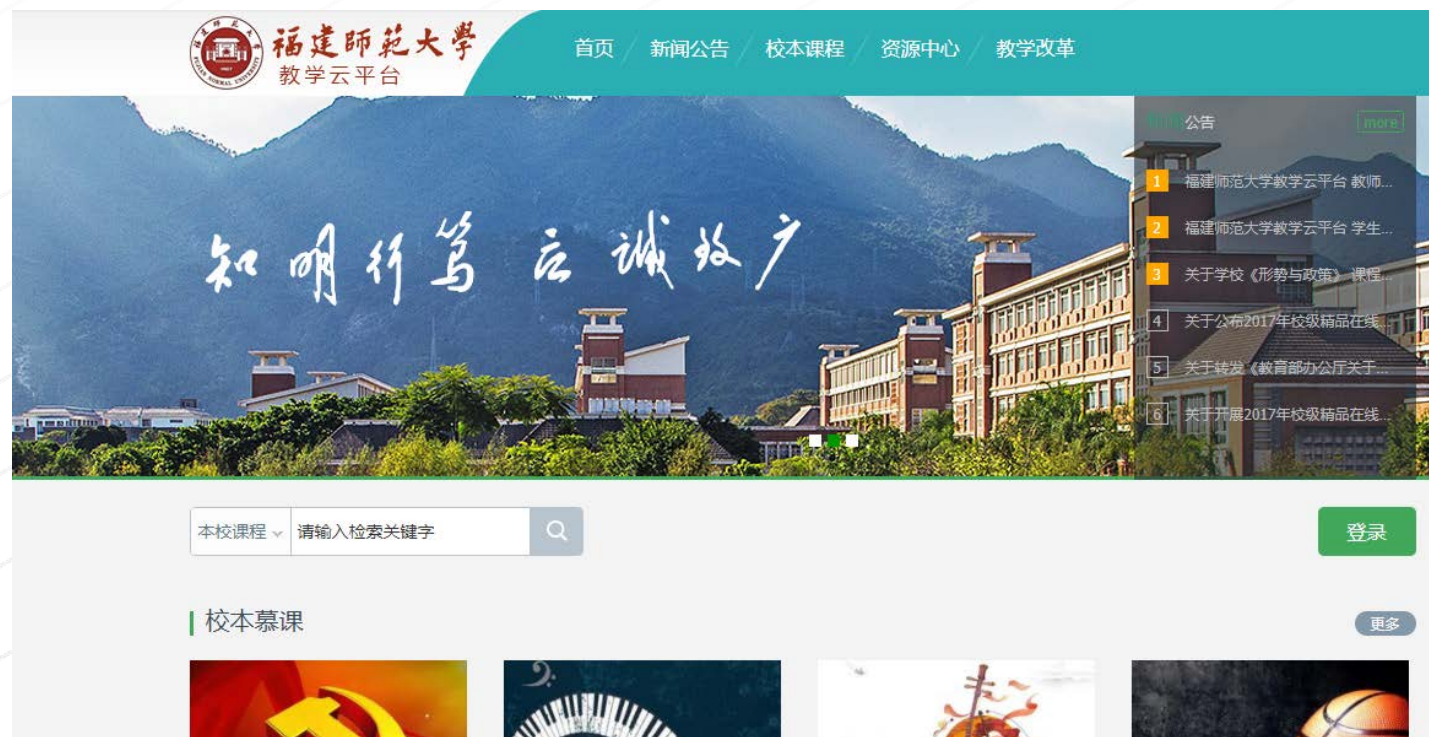 福建師範大學
教学云平台
首页 / 新闻公告 / 校本课程 / 资源中心 / 教学改革
知明行笃 立诚致广
新闻公告 more
1 福建师范大学教学云平台 教师...
2 福建师范大学教学云平台 学生...
3 关于学校《形势与政策》 课程...
4 关于公布2017年校级精品在线...
5 关于转发《教育部办公厅关于...
6 关于开展2017年校级精品在线...
本校课程 请输入检索关键字
登录
校本慕课
更多